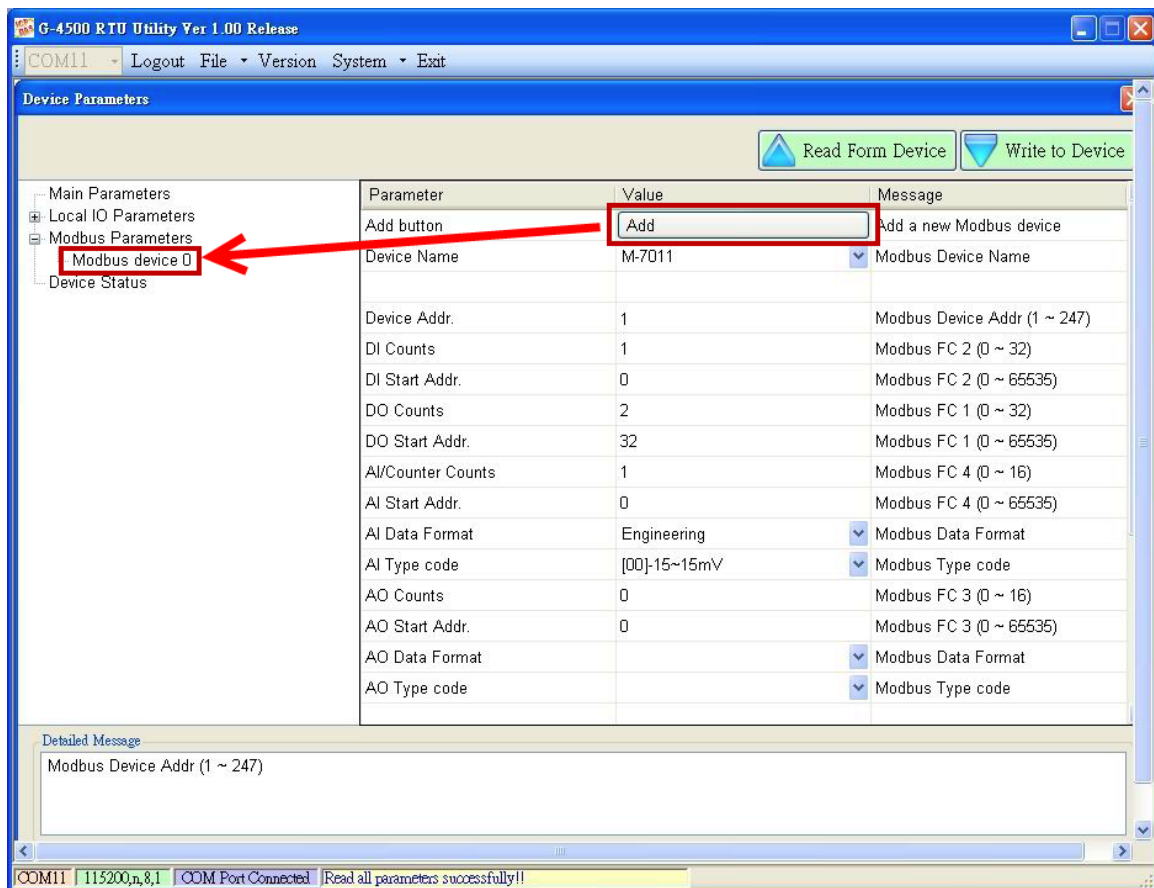 G-4500 RTU Utility Ver 1.00 Release
COM11 Logout File Version System Exit
Device Parameters
Read Form Device Write to Device
Main Parameters
Local IO Parameters
Modbus Parameters
Modbus device 0
Device Status
Parameter Value Message
Add button Add Add a new Modbus device
Device Name M-7011 Modbus Device Name
Device Addr. 1 Modbus Device Addr (1 ~ 247)
DI Counts 1 Modbus FC 2 (0 ~ 32)
DI Start Addr. 0 Modbus FC 2 (0 ~ 65535)
DO Counts 2 Modbus FC 1 (0 ~ 32)
DO Start Addr. 32 Modbus FC 1 (0 ~ 65535)
AI/Counter Counts 1 Modbus FC 4 (0 ~ 16)
AI Start Addr. 0 Modbus FC 4 (0 ~ 65535)
AI Data Format Engineering Modbus Data Format
AI Type code [00]-15~15mV Modbus Type code
AO Counts 0 Modbus FC 3 (0 ~ 16)
AO Start Addr. 0 Modbus FC 3 (0 ~ 65535)
AO Data Format Modbus Data Format
AO Type code Modbus Type code
Detailed Message
Modbus Device Addr (1 ~ 247)
COM11 115200,n,8,1 COM Port Connected Read all parameters successfully!!